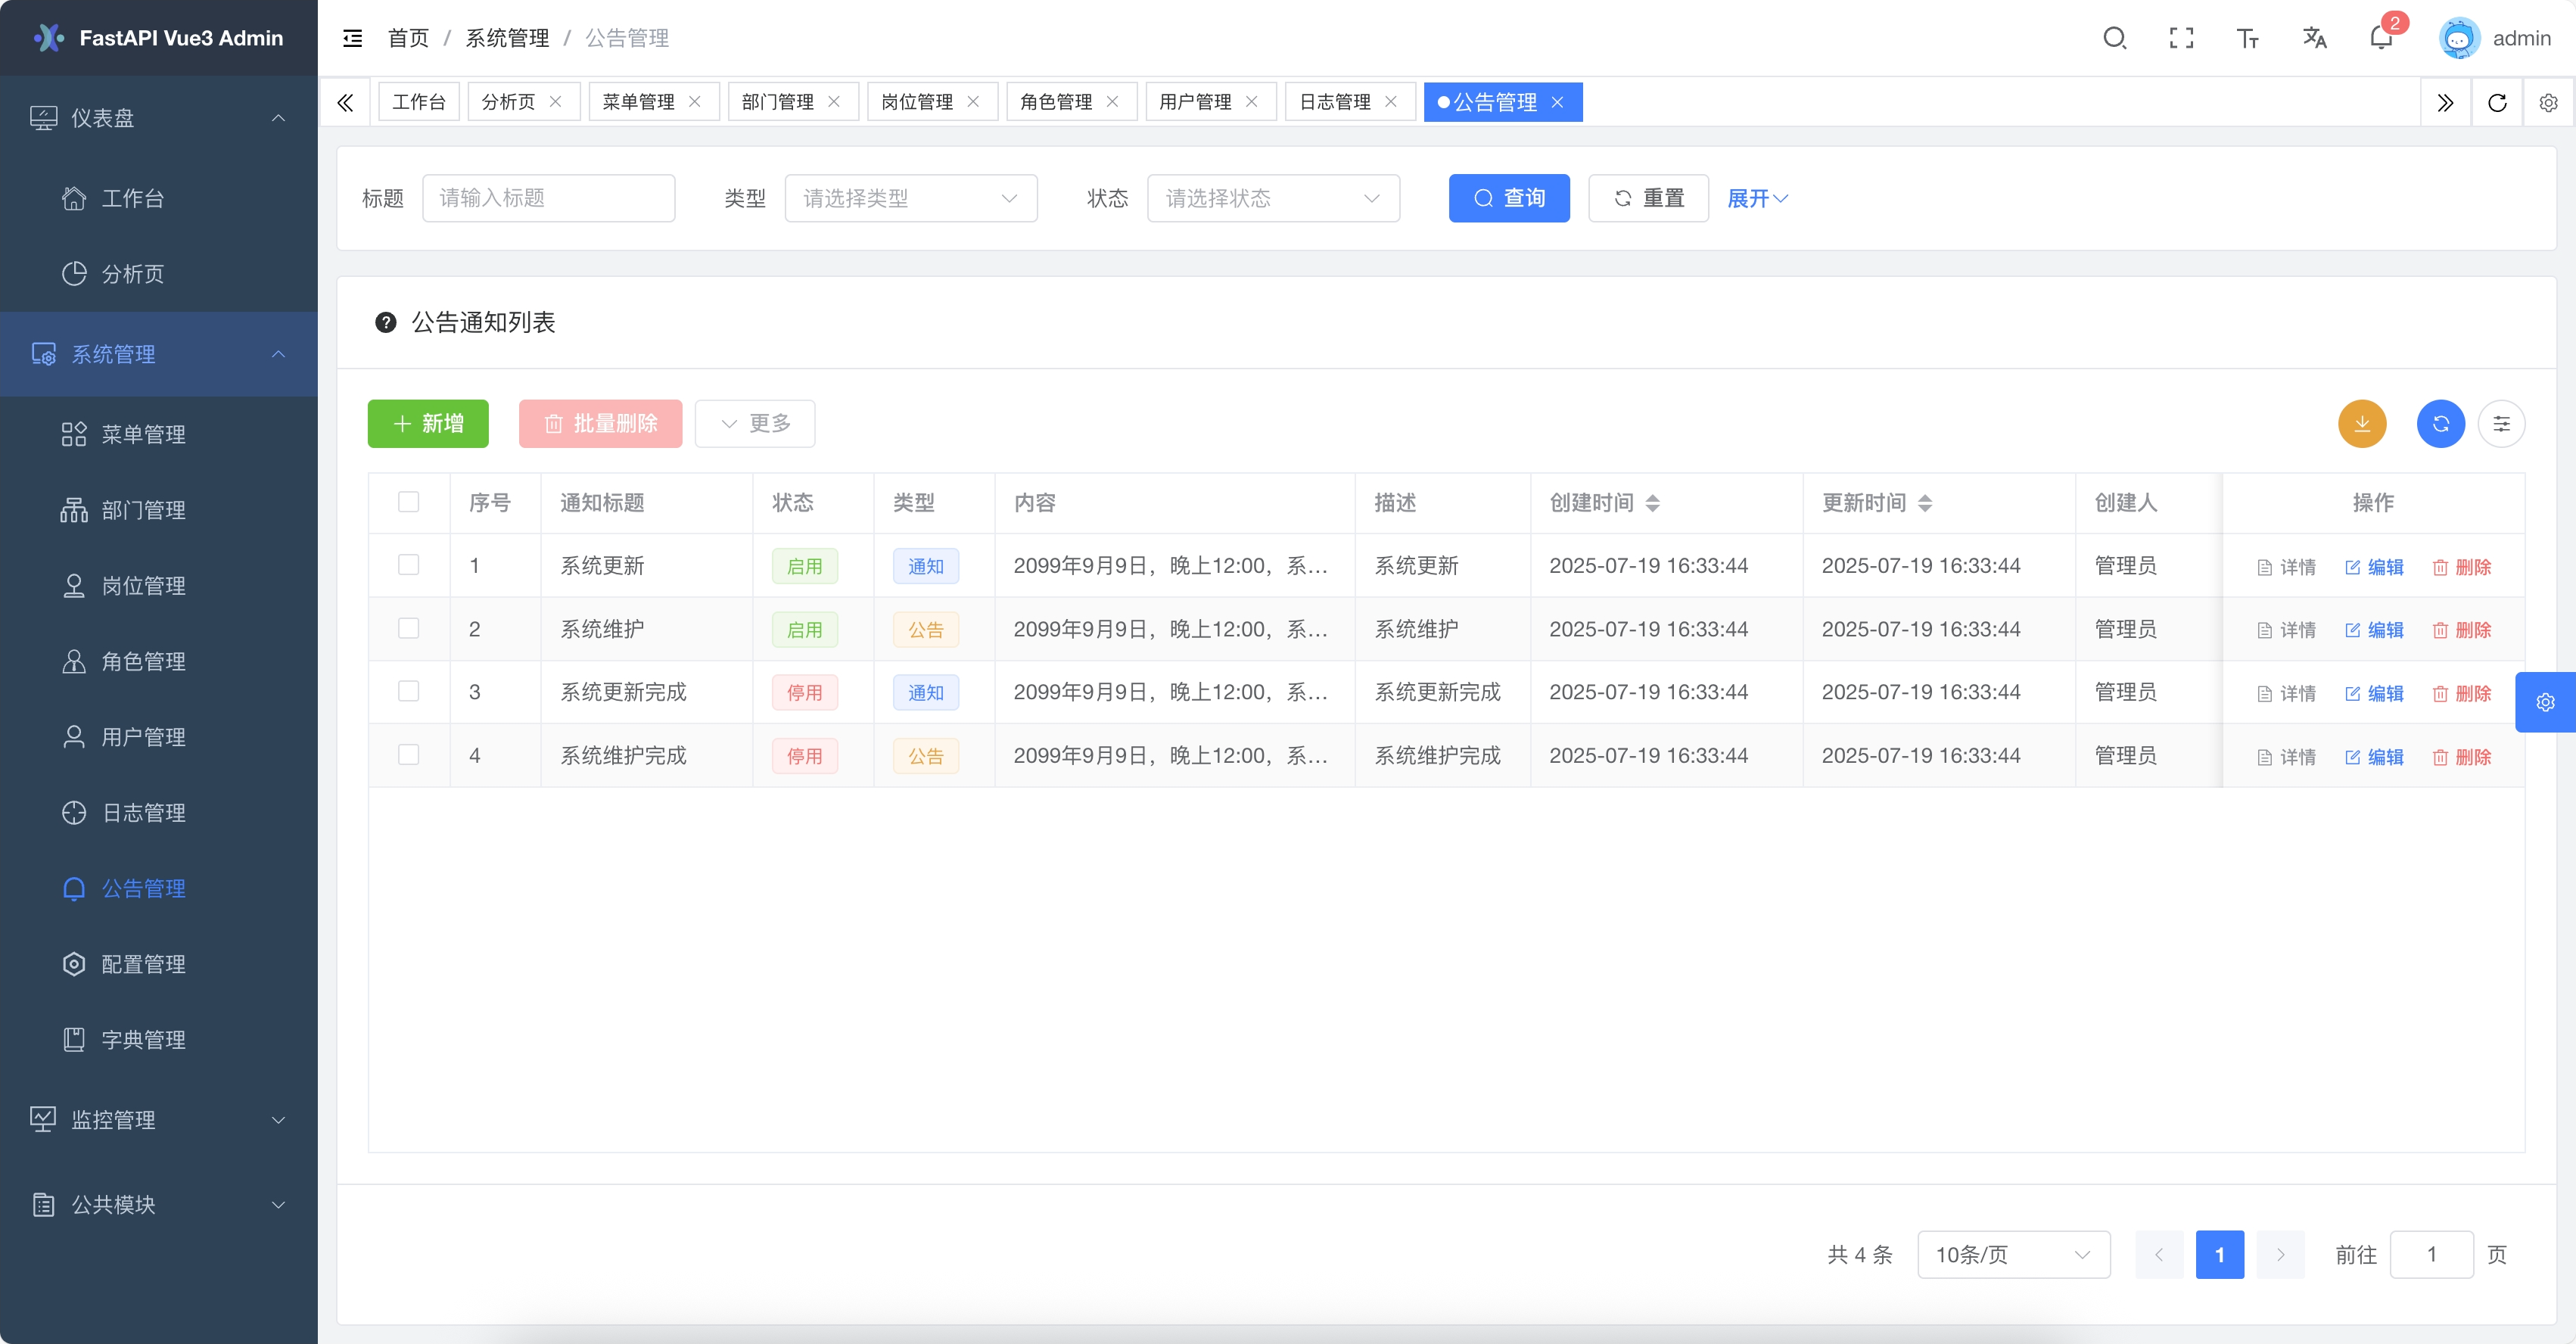 FastAPI Vue3 Admin
首页 / 系统管理 / 公告管理
2
admin
仪表盘
工作台
分析页
系统管理
菜单管理
部门管理
岗位管理
角色管理
用户管理
日志管理
公告管理
配置管理
字典管理
监控管理
公共模块
工作台 分析页 菜单管理 部门管理 岗位管理 角色管理 用户管理 日志管理 公告管理
标题 请输入标题 类型 请选择类型 状态 请选择状态 查询 重置 展开
公告通知列表
新增 批量删除 更多
序号 通知标题 状态 类型 内容 描述 创建时间 更新时间 创建人 操作
1 系统更新 启用 通知 2099年9月9日，晚上12:00，系... 系统更新 2025-07-19 16:33:44 2025-07-19 16:33:44 管理员 详情 编辑 删除
2 系统维护 启用 公告 2099年9月9日，晚上12:00，系... 系统维护 2025-07-19 16:33:44 2025-07-19 16:33:44 管理员 详情 编辑 删除
3 系统更新完成 停用 通知 2099年9月9日，晚上12:00，系... 系统更新完成 2025-07-19 16:33:44 2025-07-19 16:33:44 管理员 详情 编辑 删除
4 系统维护完成 停用 公告 2099年9月9日，晚上12:00，系... 系统维护完成 2025-07-19 16:33:44 2025-07-19 16:33:44 管理员 详情 编辑 删除
共 4 条 10条/页 1 前往 1 页